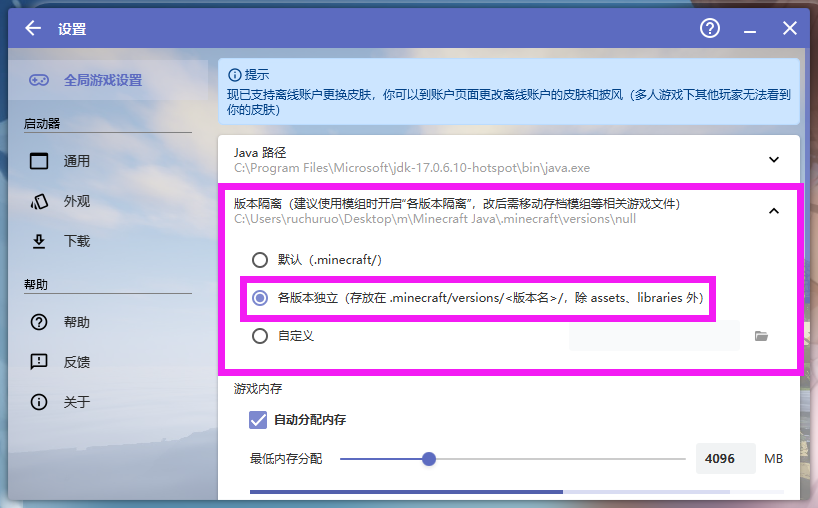 设置
全局游戏设置
启动器
通用
外观
下载
帮助
帮助
反馈
关于
提示
现已支持离线账户更换皮肤，你可以到账户页面更改离线账户的皮肤和披风（多人游戏下其他玩家无法看到
你的皮肤）
Java 路径
C:\Program Files\Microsoft\jdk-17.0.6.10-hotspot\bin\java.exe
版本隔离（建议使用模组时开启“各版本隔离”，改后需移动存档模组等相关游戏文件）
C:\Users\ruchuruo\Desktop\m\Minecraft Java\.minecraft\versions\null
默认（.minecraft/）
各版本独立（存放在 .minecraft/versions/<版本名>/，除 assets、libraries 外）
自定义
游戏内存
自动分配内存
最低内存分配
4096 MB